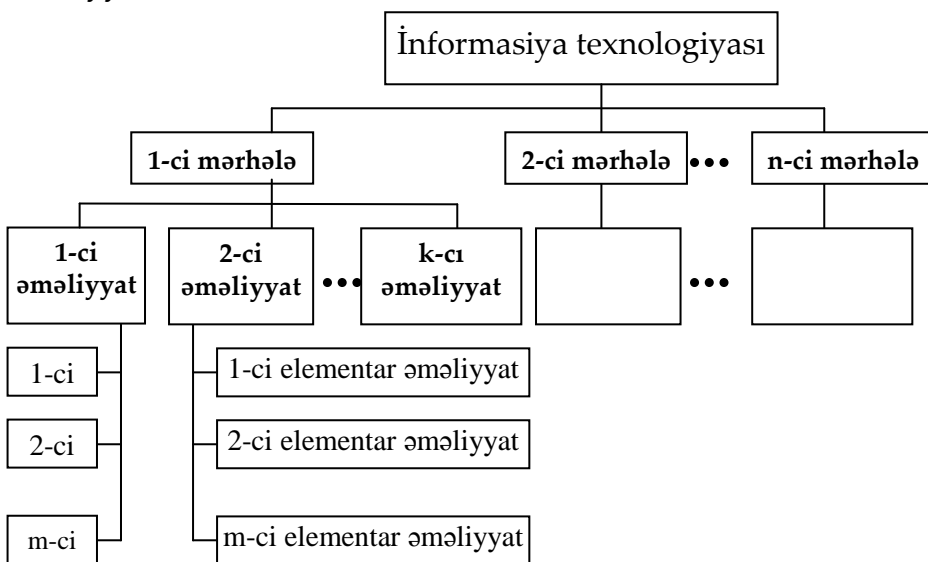 İnformasiya texnologiyası
1-ci mərhələ
2-ci mərhələ
•••
n-ci mərhələ
1-ci
əməliyyat
2-ci
əməliyyat
•••
k-cı
əməliyyat
•••
1-ci
1-ci elementar əməliyyat
2-ci
2-ci elementar əməliyyat
m-ci
m-ci elementar əməliyyat